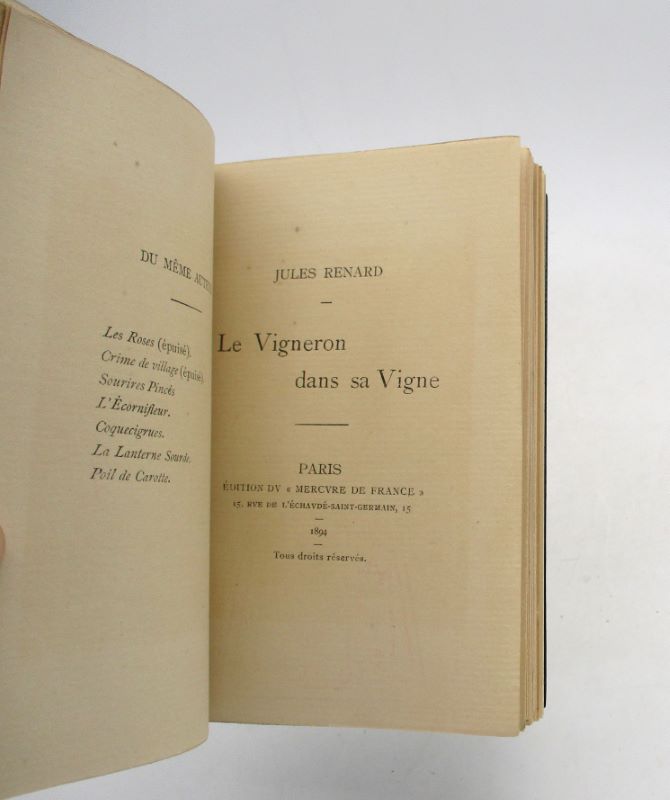 DU MÊME AUTEU
Les Roses (épuisé).
Crime de village (épuisé).
Sourires Pincés
L'Écornifleur.
Coquecigrues.
La Lanterne Sourde.
Poil de Carotte.
JULES RENARD
Le Vigneron
dans sa Vigne
PARIS
ÉDITION DV « MERCVRE DE FRANCE »
15, RVE DE L'ÉCHAVDÉ-SAINT-GERMAIN, 15
1894
Tous droits réservés.